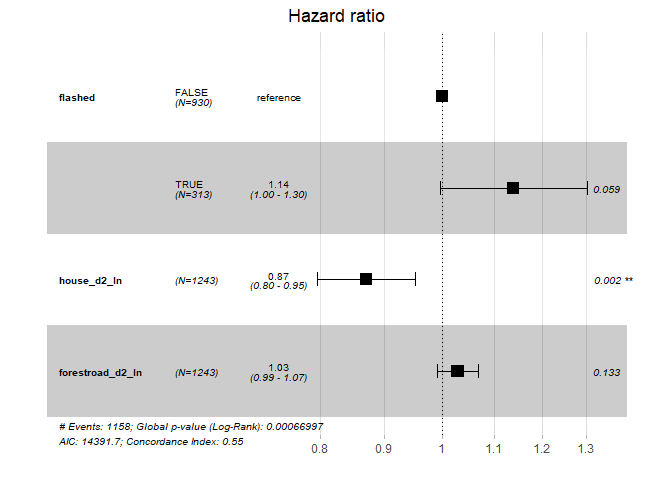 Hazard ratio
flashed
FALSE
(N=930)
reference
TRUE
(N=313)
1.14
(1.00 - 1.30)
0.059
house_d2_ln
(N=1243)
0.87
(0.80 - 0.95)
0.002 **
forestroad_d2_ln
(N=1243)
1.03
(0.99 - 1.07)
0.133
# Events: 1158; Global p-value (Log-Rank): 0.00066997
AIC: 14391.7; Concordance Index: 0.55
0.8 0.9 1 1.1 1.2 1.3